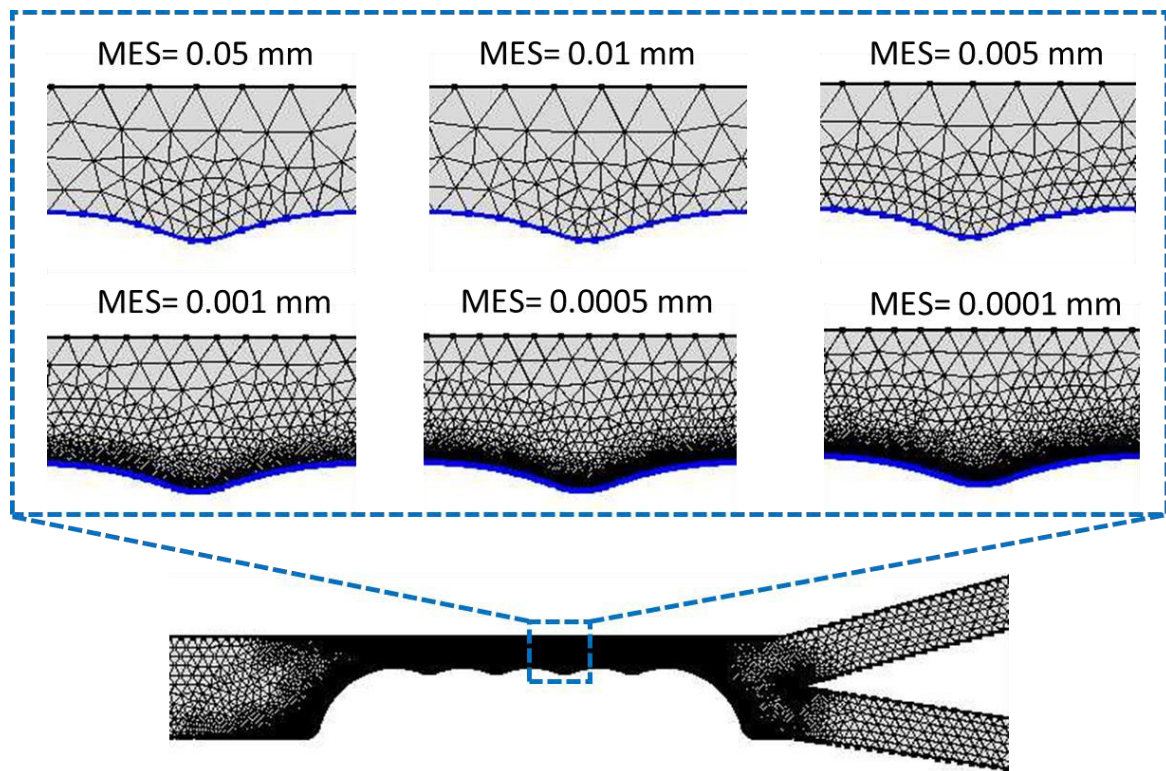 MES= 0.05 mm
MES= 0.01 mm
MES= 0.005 mm
MES= 0.001 mm
MES= 0.0005 mm
MES= 0.0001 mm